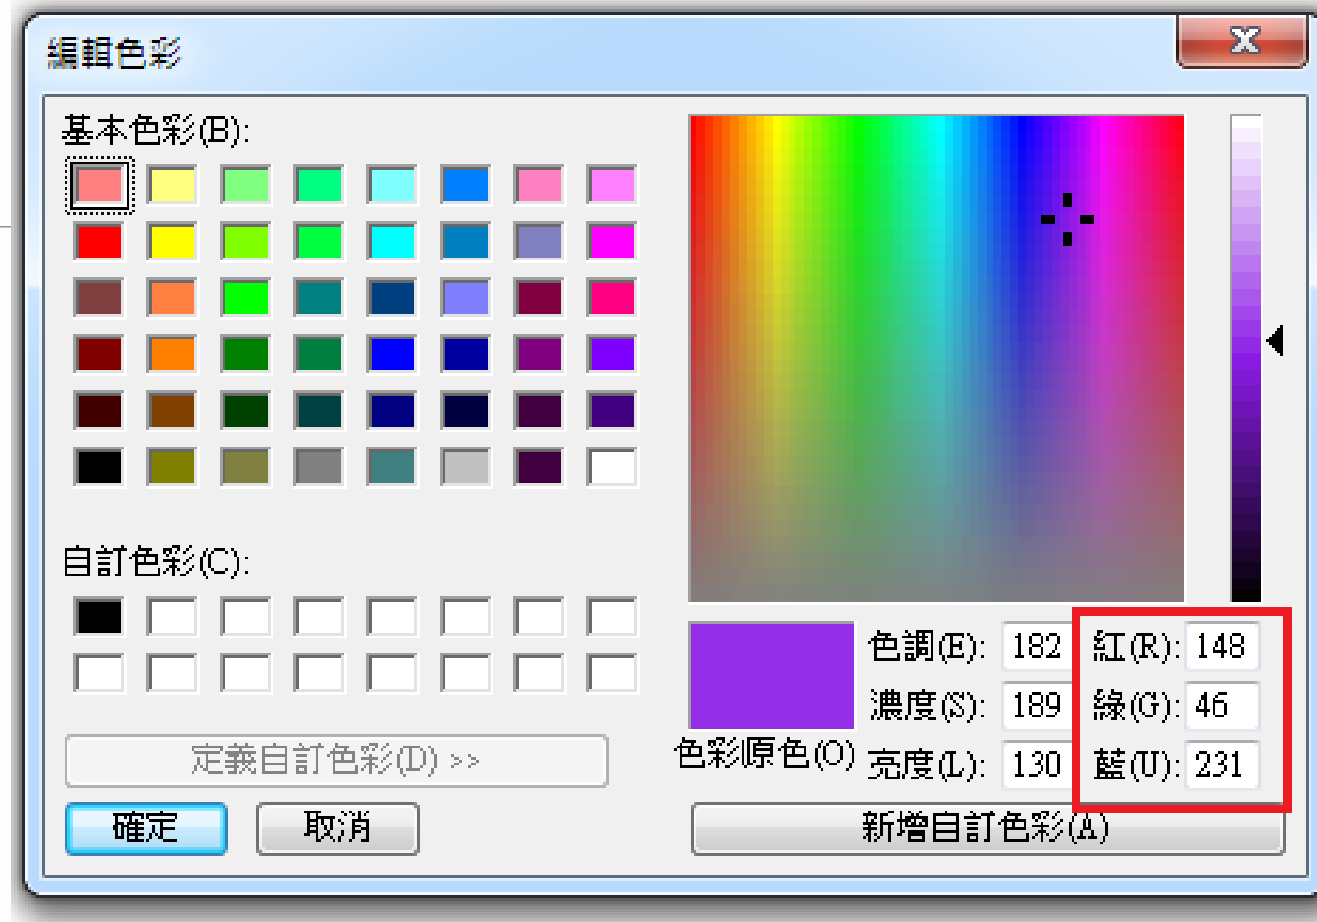 編輯色彩
基本色彩(B):
自訂色彩(C):
定義自訂色彩(D) >>
確定
取消
色彩|原色(O)
色調(E): 182
濃度(S): 189
亮度(L): 130
紅(R): 148
綠(G): 46
藍(U): 231
新增自訂色彩(A)